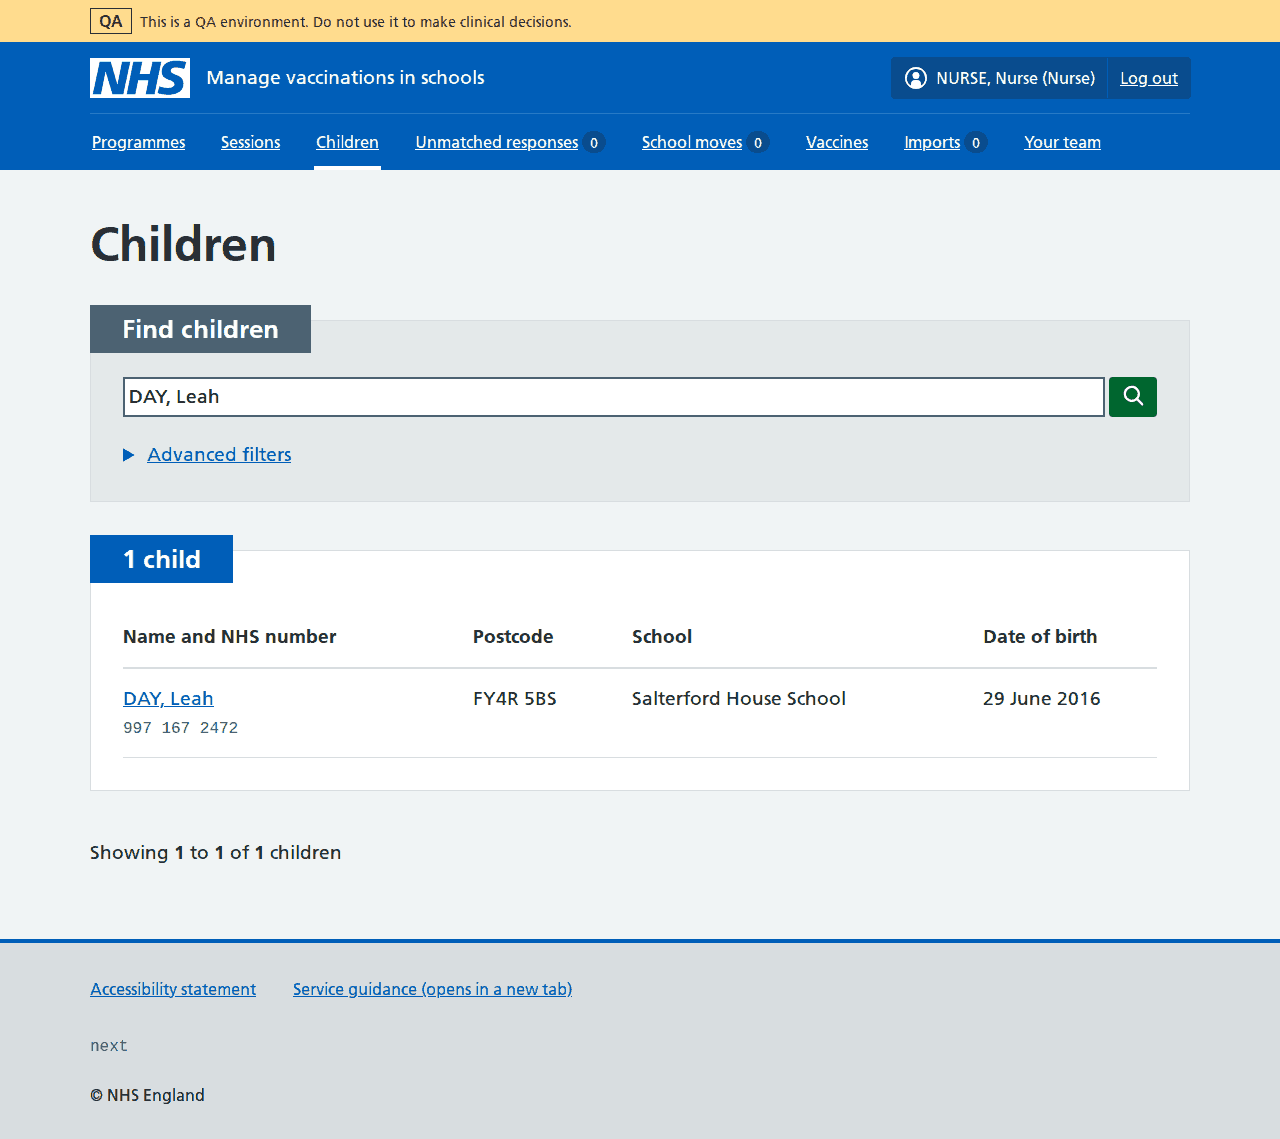 QA This is a QA environment. Do not use it to make clinical decisions.
NHS Manage vaccinations in schools NURSE, Nurse (Nurse) Log out
Programmes Sessions Children Unmatched responses 0 School moves 0 Vaccines Imports 0 Your team
Children
Find children
DAY, Leah
Advanced filters
1 child
Name and NHS number Postcode School Date of birth
DAY, Leah FY4R 5BS Salterford House School 29 June 2016
997 167 2472
Showing 1 to 1 of 1 children
Accessibility statement Service guidance (opens in a new tab)
next
© NHS England